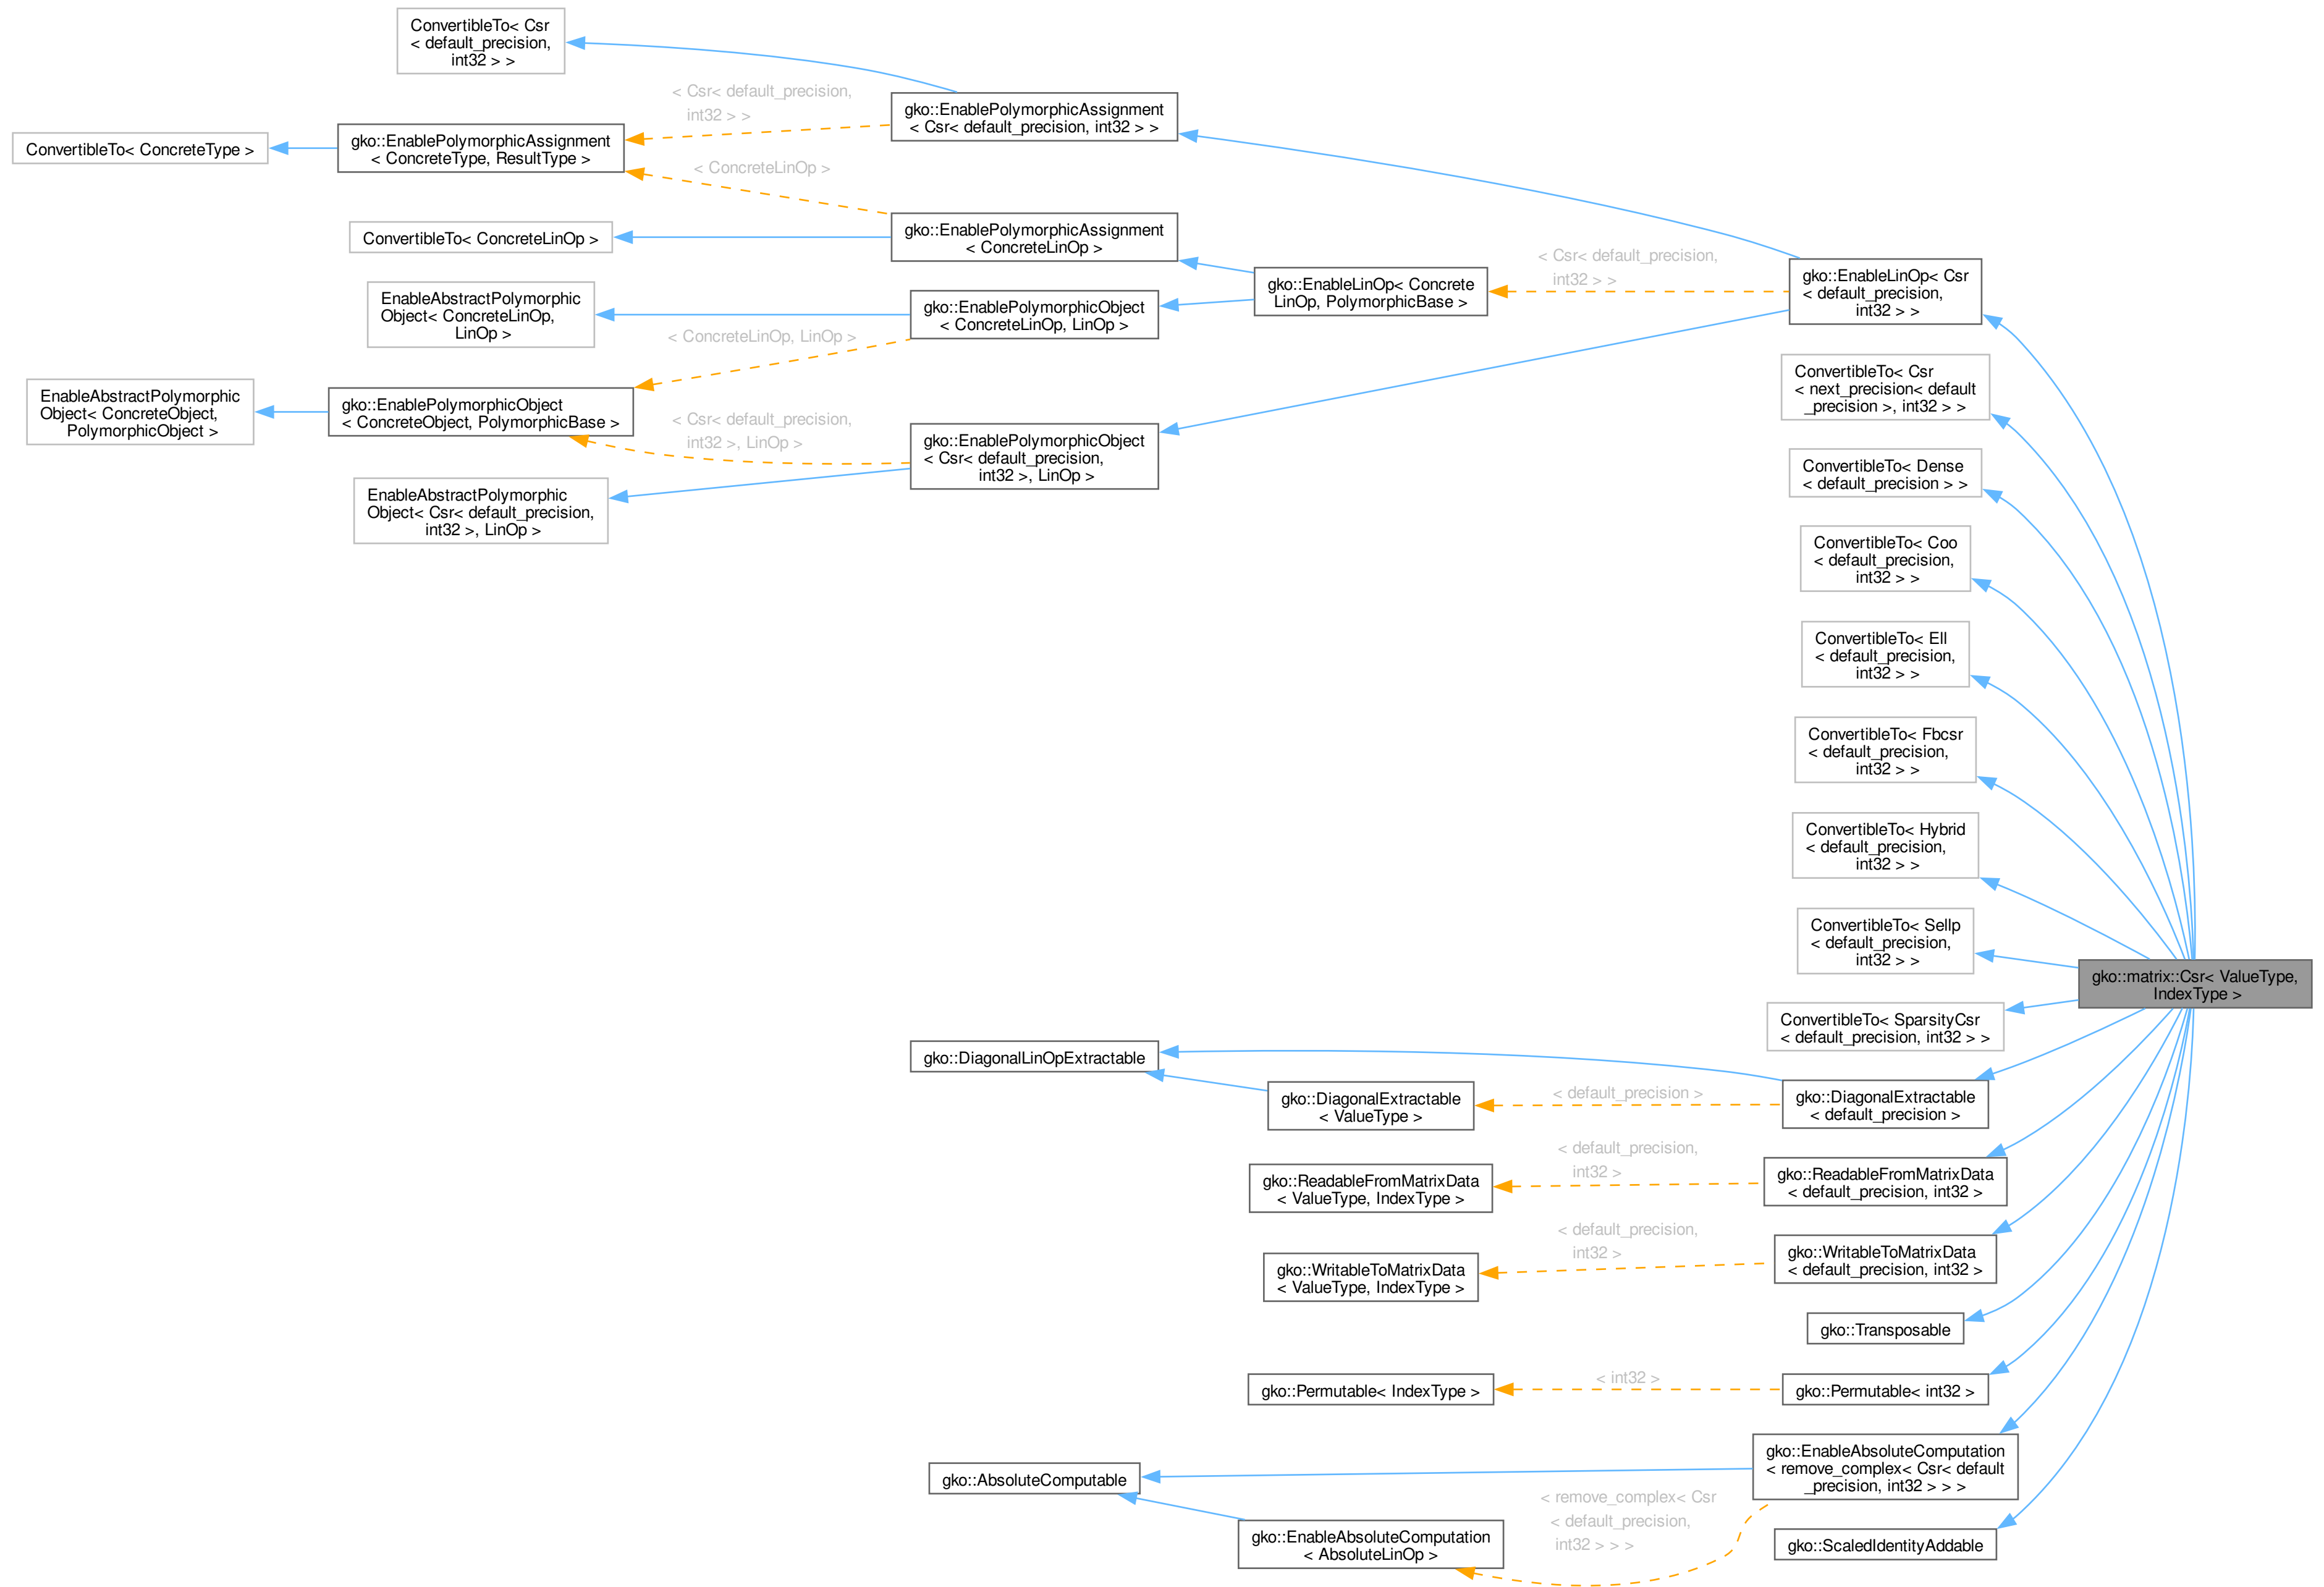 ConvertibleTo< Csr
< default_precision,
int32 > >
< Csr< default_precision,
int32 > >
gko::EnablePolymorphicAssignment
< Csr< default_precision, int32 > >
ConvertibleTo< ConcreteType >
gko::EnablePolymorphicAssignment
< ConcreteType, ResultType >
< ConcreteLinOp >
ConvertibleTo< ConcreteLinOp >
gko::EnablePolymorphicAssignment
< ConcreteLinOp >
EnableAbstractPolymorphic
Object< ConcreteLinOp,
LinOp >
gko::EnablePolymorphicObject
< ConcreteLinOp, LinOp >
gko::EnableLinOp< Concrete
LinOp, PolymorphicBase >
< Csr< default_precision,
int32 > >
gko::EnableLinOp< Csr
< default_precision,
int32 > >
< ConcreteLinOp, LinOp >
EnableAbstractPolymorphic
Object< ConcreteObject,
PolymorphicObject >
gko::EnablePolymorphicObject
< ConcreteObject, PolymorphicBase >
< Csr< default_precision,
int32 >, LinOp >
gko::EnablePolymorphicObject
< Csr< default_precision,
int32 >, LinOp >
EnableAbstractPolymorphic
Object< Csr< default_precision,
int32 >, LinOp >
ConvertibleTo< Csr
< next_precision< default
_precision >, int32 > >
ConvertibleTo< Dense
< default_precision > >
ConvertibleTo< Coo
< default_precision,
int32 > >
ConvertibleTo< Ell
< default_precision,
int32 > >
ConvertibleTo< Fbcsr
< default_precision,
int32 > >
ConvertibleTo< Hybrid
< default_precision,
int32 > >
ConvertibleTo< Sellp
< default_precision,
int32 > >
gko::matrix::Csr< ValueType,
IndexType >
ConvertibleTo< SparsityCsr
< default_precision, int32 > >
gko::DiagonalLinOpExtractable
gko::DiagonalExtractable
< ValueType >
< default_precision >
gko::DiagonalExtractable
< default_precision >
gko::ReadableFromMatrixData
< ValueType, IndexType >
< default_precision,
int32 >
gko::ReadableFromMatrixData
< default_precision, int32 >
gko::WritableToMatrixData
< ValueType, IndexType >
< default_precision,
int32 >
gko::WritableToMatrixData
< default_precision, int32 >
gko::Transposable
gko::Permutable< IndexType >
< int32 >
gko::Permutable< int32 >
gko::AbsoluteComputable
gko::EnableAbsoluteComputation
< AbsoluteLinOp >
< remove_complex< Csr
< default_precision,
int32 > > >
gko::EnableAbsoluteComputation
< remove_complex< Csr< default
_precision, int32 > > >
gko::ScaledIdentityAddable